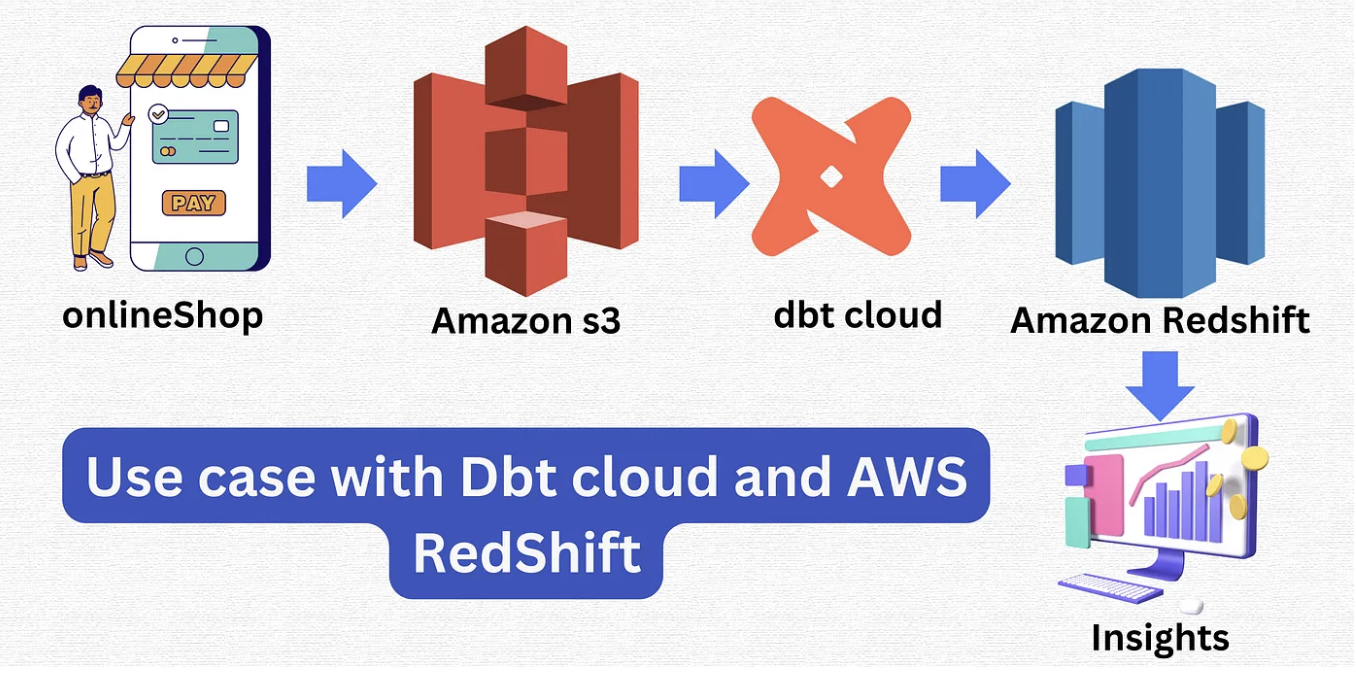 PAY
onlineShop
Amazon s3
dbt cloud
Amazon Redshift
Use case with Dbt cloud and AWS
RedShift
Insights